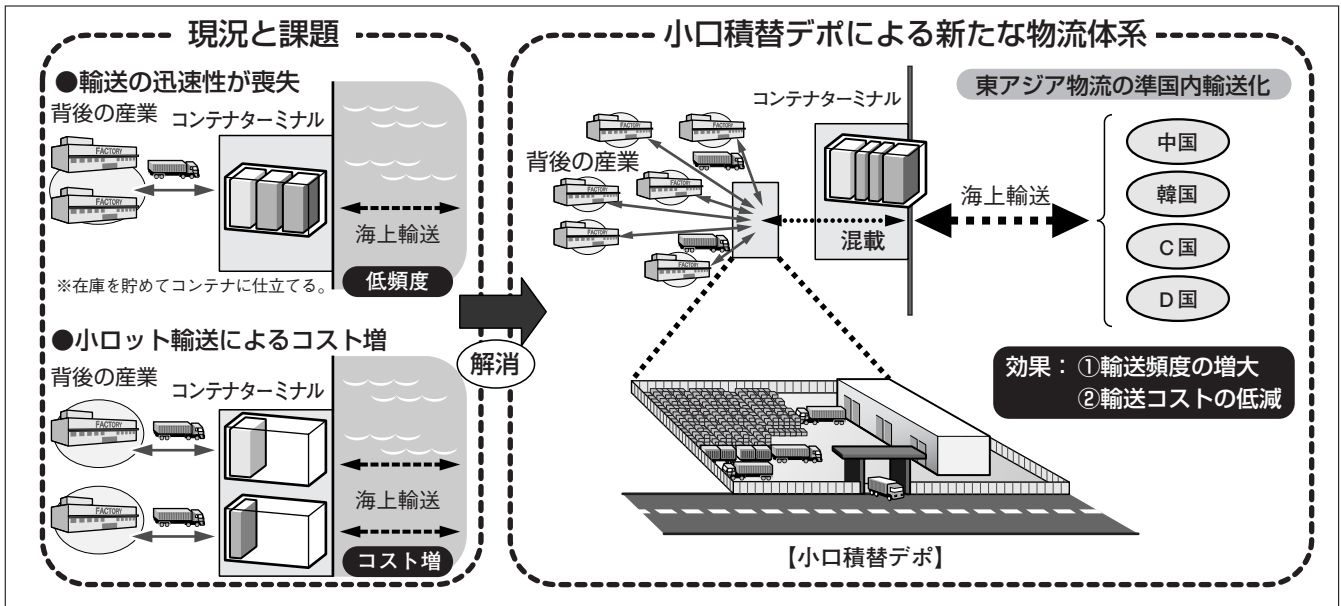 現況と課題
●輸送の迅速性が喪失
背後の産業
コンテナターミナル
FACTORY
FACTORY
海上輸送
低頻度
※在庫を貯めてコンテナに仕立てる。
●小ロット輸送によるコスト増
背後の産業
コンテナターミナル
FACTORY
FACTORY
海上輸送
コスト増
解消
小口積替デポによる新たな物流体系
東アジア物流の準国内輸送化
コンテナターミナル
背後の産業
FACTORY
FACTORY
FACTORY
FACTORY
FACTORY
FACTORY
混載
海上輸送
中国
韓国
C国
D国
効果：①輸送頻度の増大
②輸送コストの低減
【小口積替デポ】